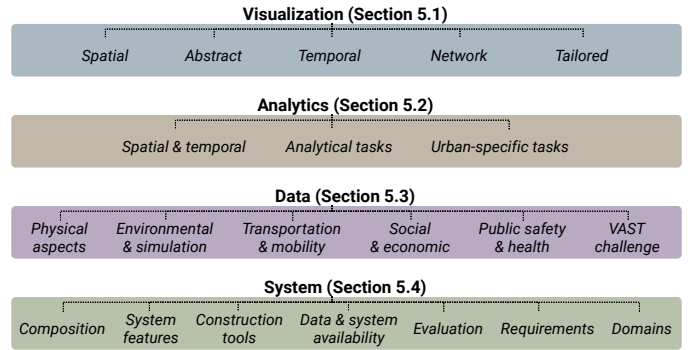 Visualization (Section 5.1)
Spatial Abstract Temporal Network Tailored
Analytics (Section 5.2)
Spatial & temporal Analytical tasks Urban-specific tasks
Data (Section 5.3)
Physical aspects
Environmental & simulation
Transportation & mobility
Social & economic
Public safety & health
VAST challenge
System (Section 5.4)
Composition
System features
Construction tools
Data & system availability
Evaluation
Requirements
Domains